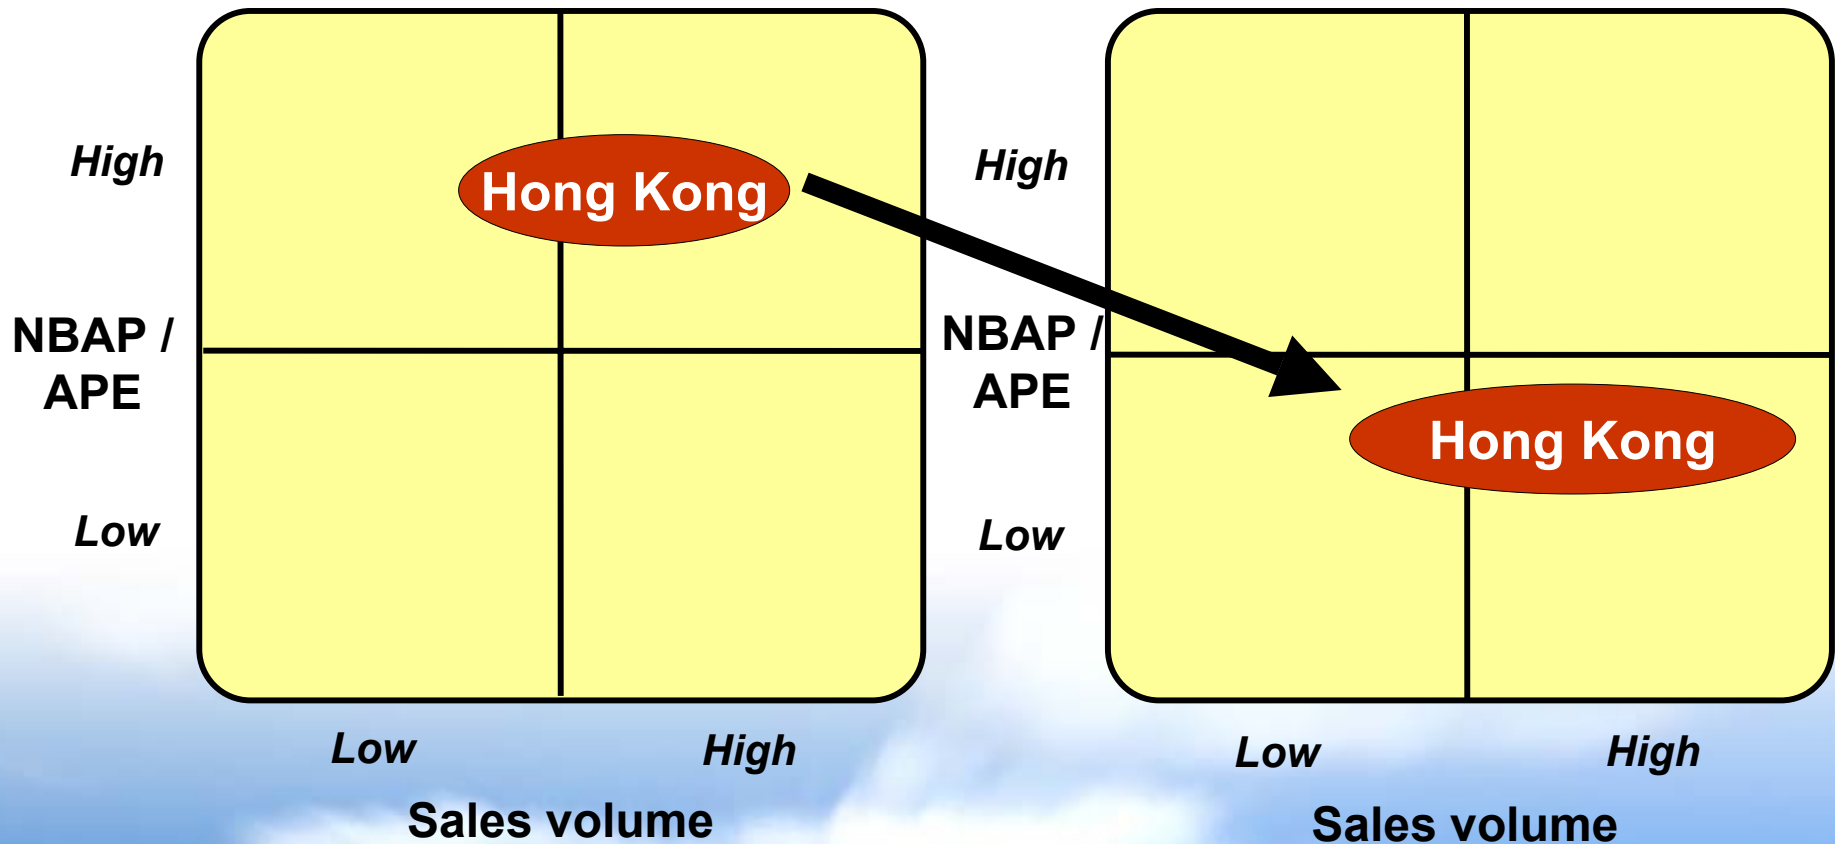 High
Hong Kong
NBAP /
APE
Low
Low
High
Sales volume
High
NBAP /
APE
Hong Kong
Low
Low
High
Sales volume